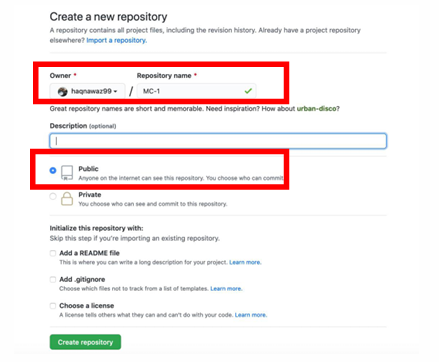 Create a new repository
A repository contains all project files, including the revision history. Already have a project repository
elsewhere? Import a repository.
Owner * Repository name *
haqnawaz99 / MC-1
Great repository names are short and memorable. Need inspiration? How about urban-disco?
Description (optional)
Public
Anyone on the internet can see this repository. You choose who can commit.
Private
You choose who can see and commit to this repository.
Initialize this repository with:
Skip this step if you're importing an existing repository.
Add a README file
This is where you can write a long description for your project. Learn more.
Add .gitignore
Choose which files not to track from a list of templates. Learn more.
Choose a license
A license tells others what they can and can't do with your code. Learn more.
Create repository